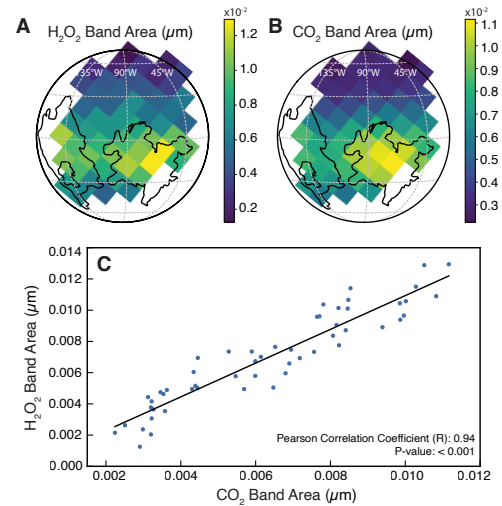 A
H₂O₂ Band Area (µm)
x10⁻²
135°W 90°W 45°W
1.2
1.0
0.8
0.6
0.4
0.2
B
CO₂ Band Area (µm)
x10⁻²
135°W 90°W 45°W
1.1
1.0
0.9
0.8
0.7
0.6
0.5
0.4
0.3
C
H₂O₂ Band Area (µm)
0.014
0.012
0.010
0.008
0.006
0.004
0.002
0.000
Pearson Correlation Coefficient (R): 0.94
P-value: < 0.001
0.002 0.004 0.006 0.008 0.010 0.012
CO₂ Band Area (µm)